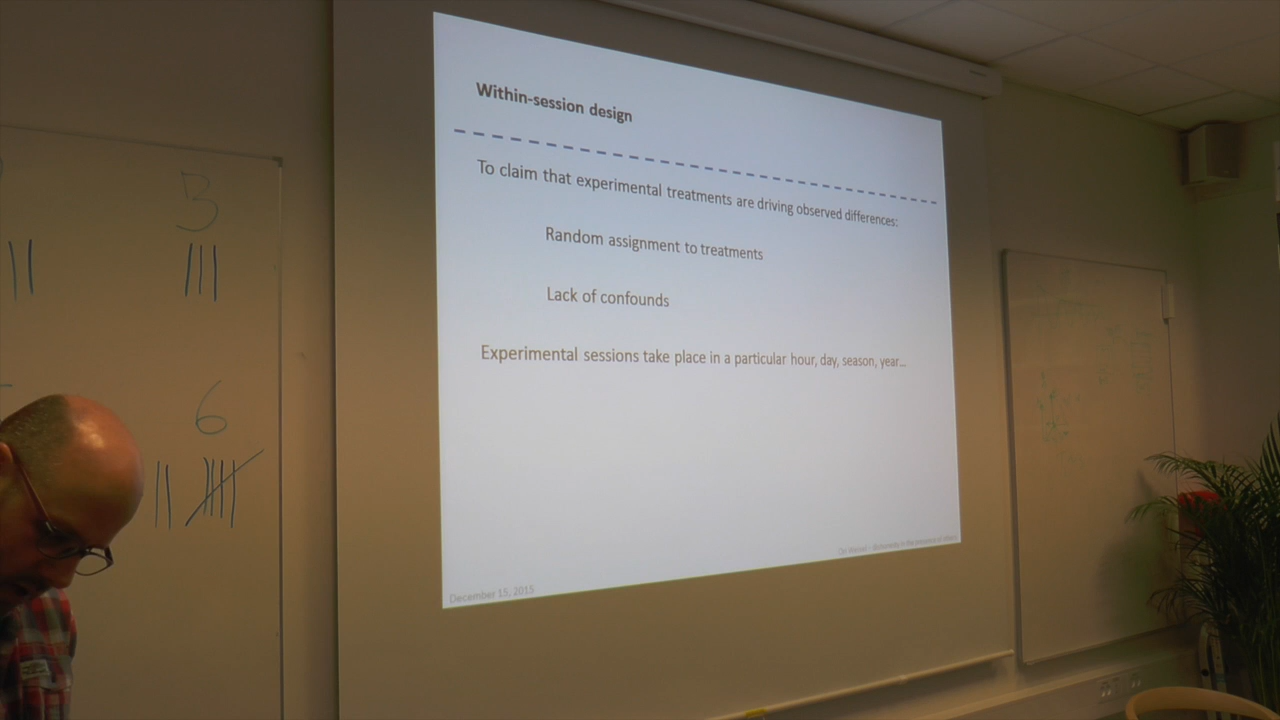 Within-session design
To claim that experimental treatments are driving observed differences:
Random assignment to treatments
Lack of confounds
Experimental sessions take place in a particular hour, day, season, year...
December 15, 2015
3
6